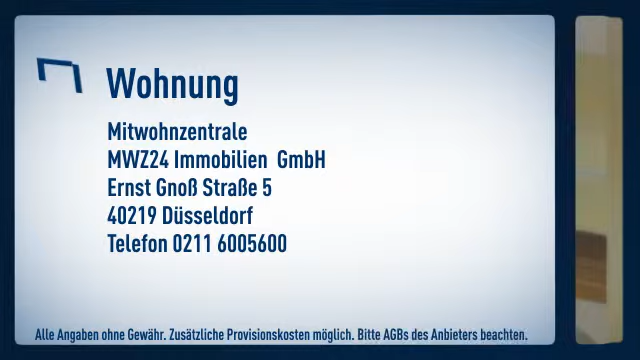 Wohnung
Mitwohnzentrale
MWZ24 Immobilien GmbH
Ernst Gnoß Straße 5
40219 Düsseldorf
Telefon 0211 6005600
Alle Angaben ohne Gewähr. Zusätzliche Provisionskosten möglich. Bitte AGBs des Anbieters beachten.